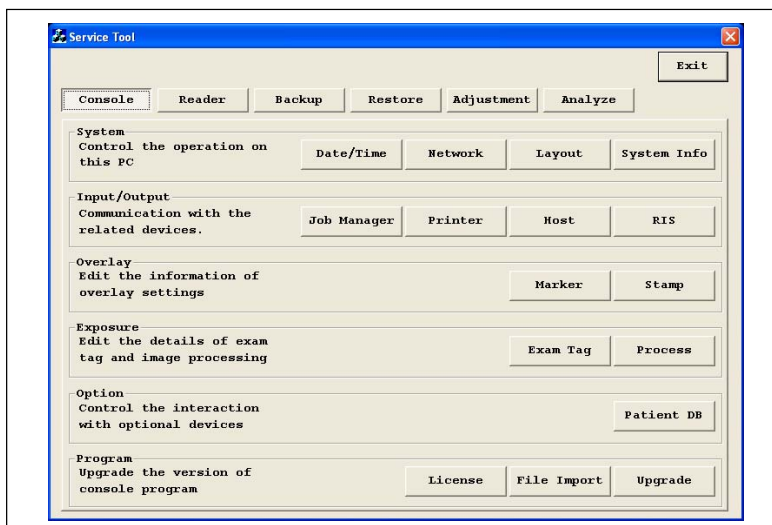 Service Tool
Exit
Console Reader Backup Restore Adjustment Analyze
System
Control the operation on
this PC
Date/Time Network Layout System Info
Input/Output
Communication with the
related devices.
Job Manager Printer Host RIS
Overlay
Edit the information of
overlay settings
Marker Stamp
Exposure
Edit the details of exam
tag and image processing
Exam Tag Process
Option
Control the interaction
with optional devices
Patient DB
Program
Upgrade the version of
console program
License File Import Upgrade